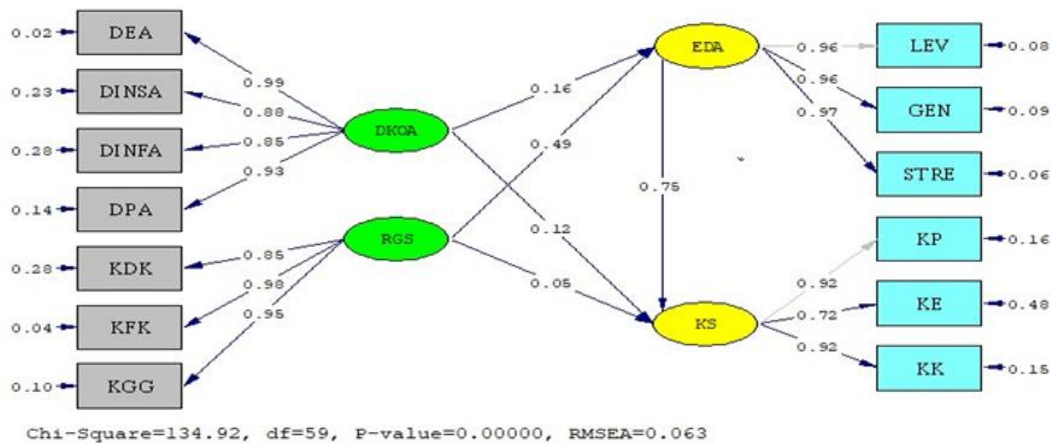 0.02 DEA
0.23 DINSA
0.28 DINFA
0.14 DPA
0.28 KDK
0.04 KFK
0.10 KGG
0.99
0.88
0.85
0.93
0.85
0.98
0.95
DKOA
RGS
0.16
0.49
0.12
0.05
EDA
0.75
KS
0.96
0.96
0.97
0.92
0.72
0.92
LEV 0.08
GEN 0.09
STRE 0.06
KP 0.16
KE 0.48
KK 0.15
Chi-Square=134.92, df=59, P-value=0.00000, RMSEA=0.063